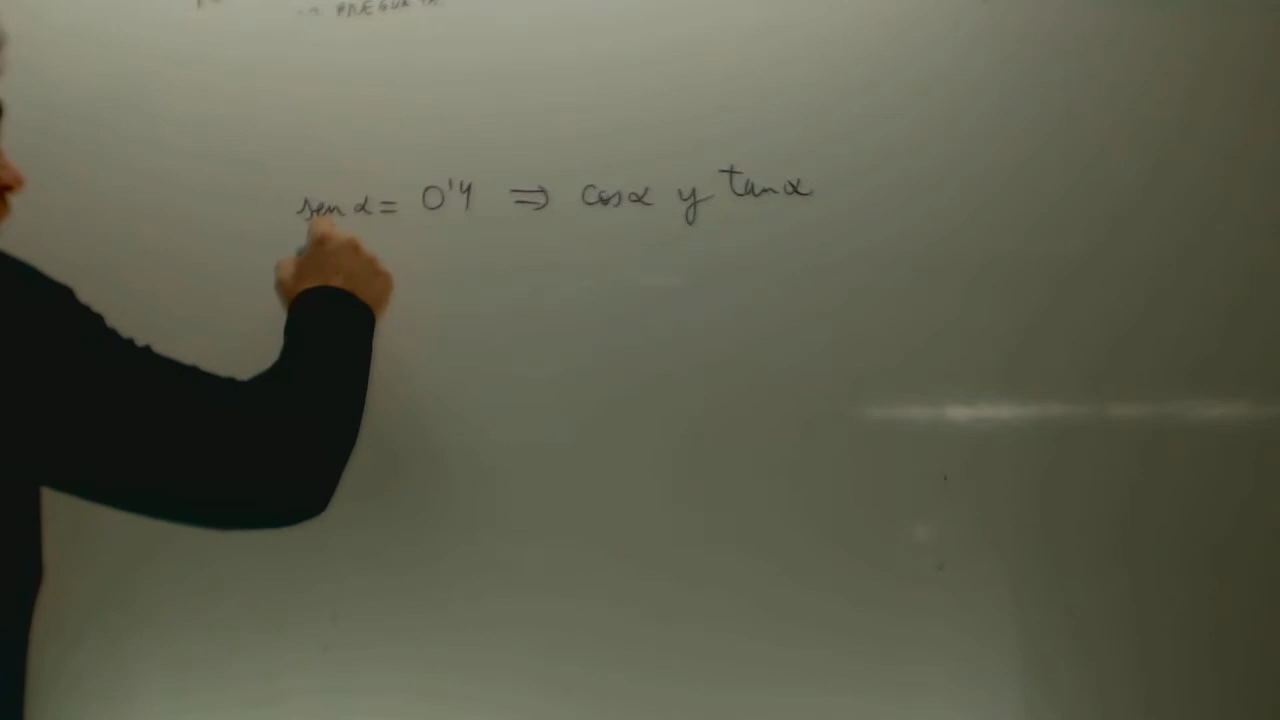 sen α = 0'4 ⇒ cos α y tan α